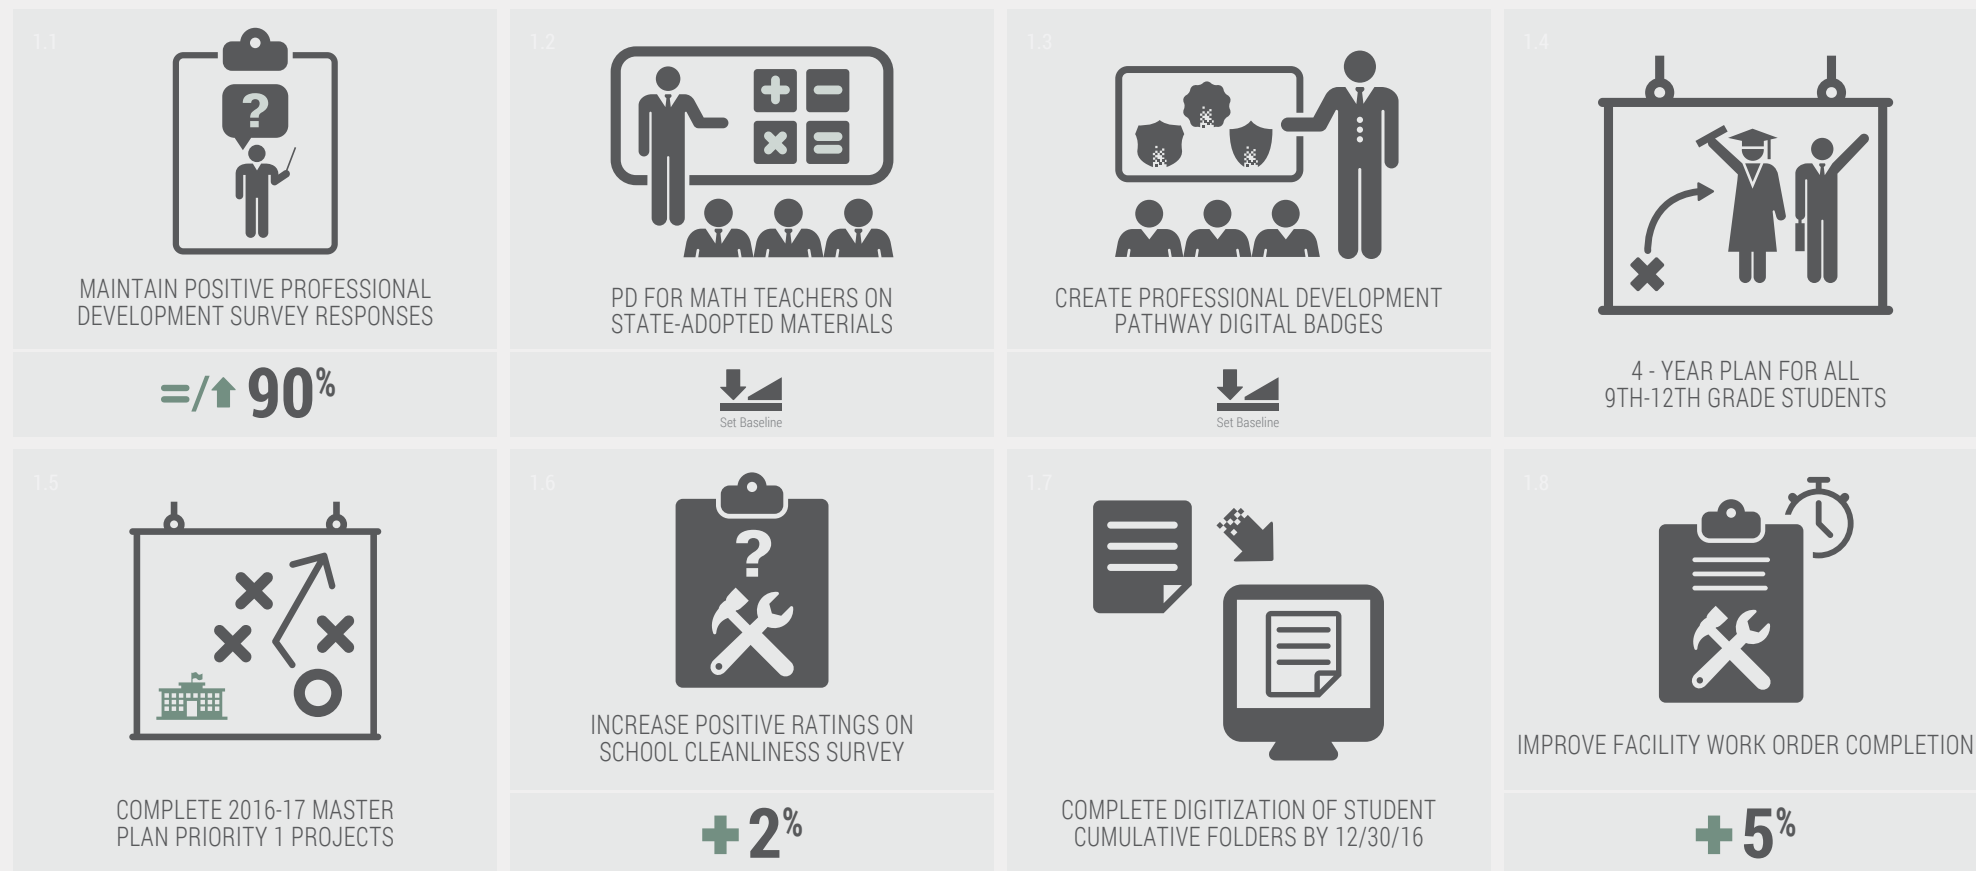 1.1
?
MAINTAIN POSITIVE PROFESSIONAL
DEVELOPMENT SURVEY RESPONSES
=/ 90%
1.2
+ -
x =
PD FOR MATH TEACHERS ON
STATE-ADOPTED MATERIALS
Set Baseline
1.3
CREATE PROFESSIONAL DEVELOPMENT
PATHWAY DIGITAL BADGES
Set Baseline
1.4
4 - YEAR PLAN FOR ALL
9TH-12TH GRADE STUDENTS
1.5
COMPLETE 2016-17 MASTER
PLAN PRIORITY 1 PROJECTS
1.6
?
INCREASE POSITIVE RATINGS ON
SCHOOL CLEANLINESS SURVEY
+ 2%
1.7
COMPLETE DIGITIZATION OF STUDENT
CUMULATIVE FOLDERS BY 12/30/16
1.8
IMPROVE FACILITY WORK ORDER COMPLETION
+ 5%